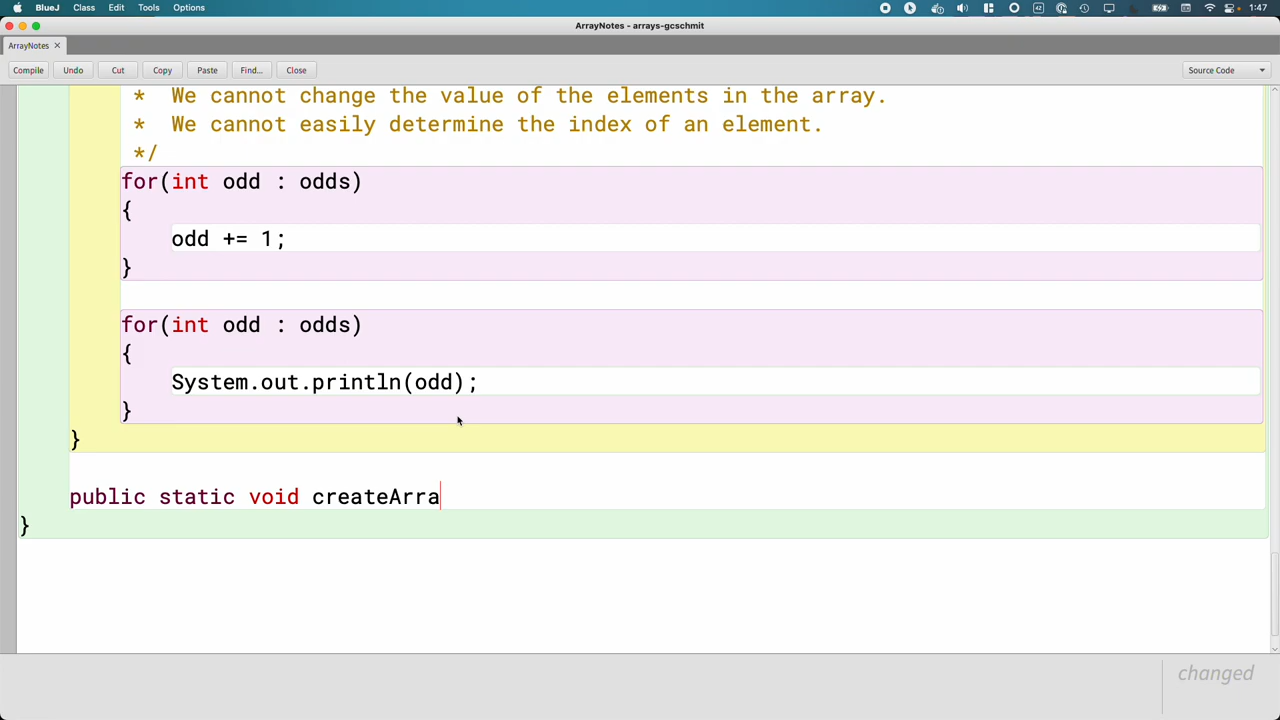 BlueJ Class Edit Tools Options 42 1:47
ArrayNotes - arrays-gcschmit
ArrayNotes ×
Compile Undo Cut Copy Paste Find... Close Source Code
* We cannot change the value of the elements in the array.
* We cannot easily determine the index of an element.
*/
for(int odd : odds)
{
odd += 1;
}
for(int odd : odds)
{
System.out.println(odd);
}
}
public static void createArra
}
changed